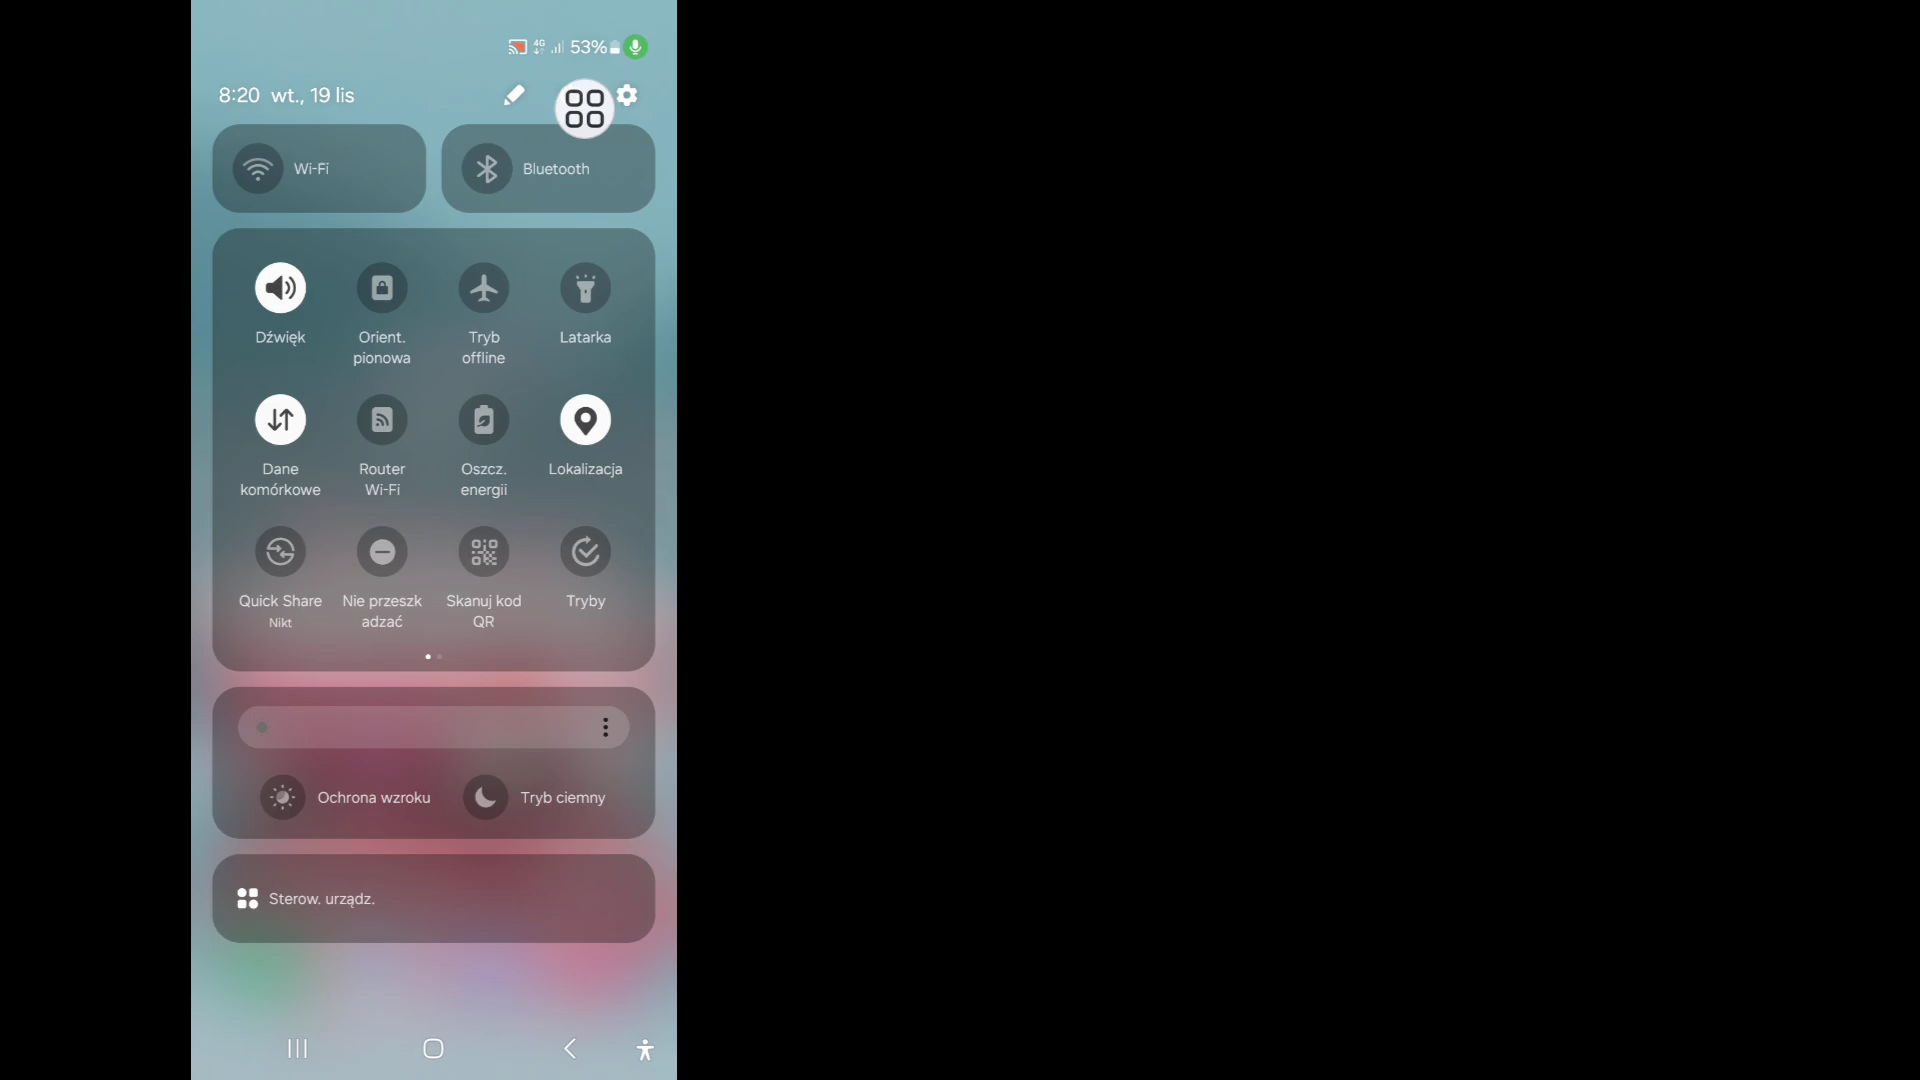 4G 53%
8:20 wt., 19 lis
Wi-Fi
Bluetooth
Dźwięk
Orient.
pionowa
Tryb
offline
Latarka
Dane
komórkowe
Router
Wi-Fi
Oszcz.
energii
Lokalizacja
Quick Share
Nikt
Nie przeszk
adzać
Skanuj kod
QR
Tryby
Ochrona wzroku
Tryb ciemny
Sterow. urządz.